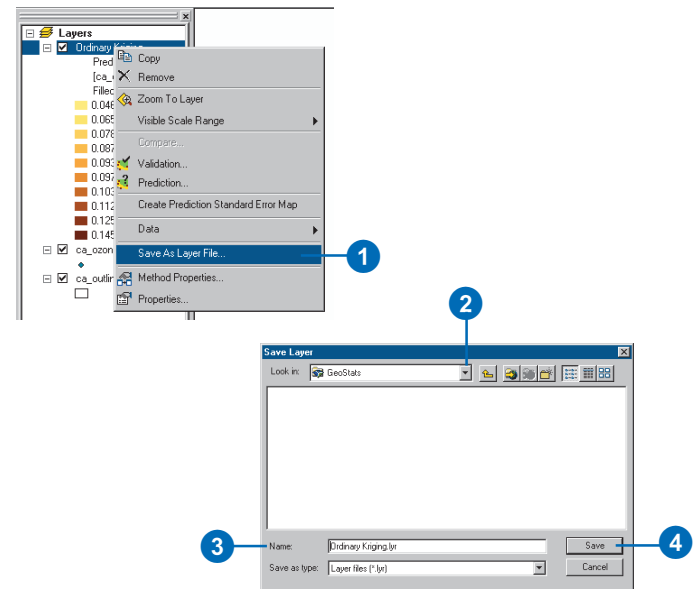 Layers
Ordinary Kriging
Pred
[ca_
Filled
0.046
0.065
0.078
0.087
0.093
0.097
0.103
0.112
0.125
0.145
ca_ozon
ca_outlin
Copy
Remove
Zoom To Layer
Visible Scale Range
Compare...
Validation...
Prediction...
Create Prediction Standard Error Map
Data
Save As Layer File...
Method Properties...
Properties...
1
2
Save Layer
Look in: GeoStats
3
Name: Ordinary Kriging.lyr
Save
4
Save as type: Layer files (*.lyr)
Cancel